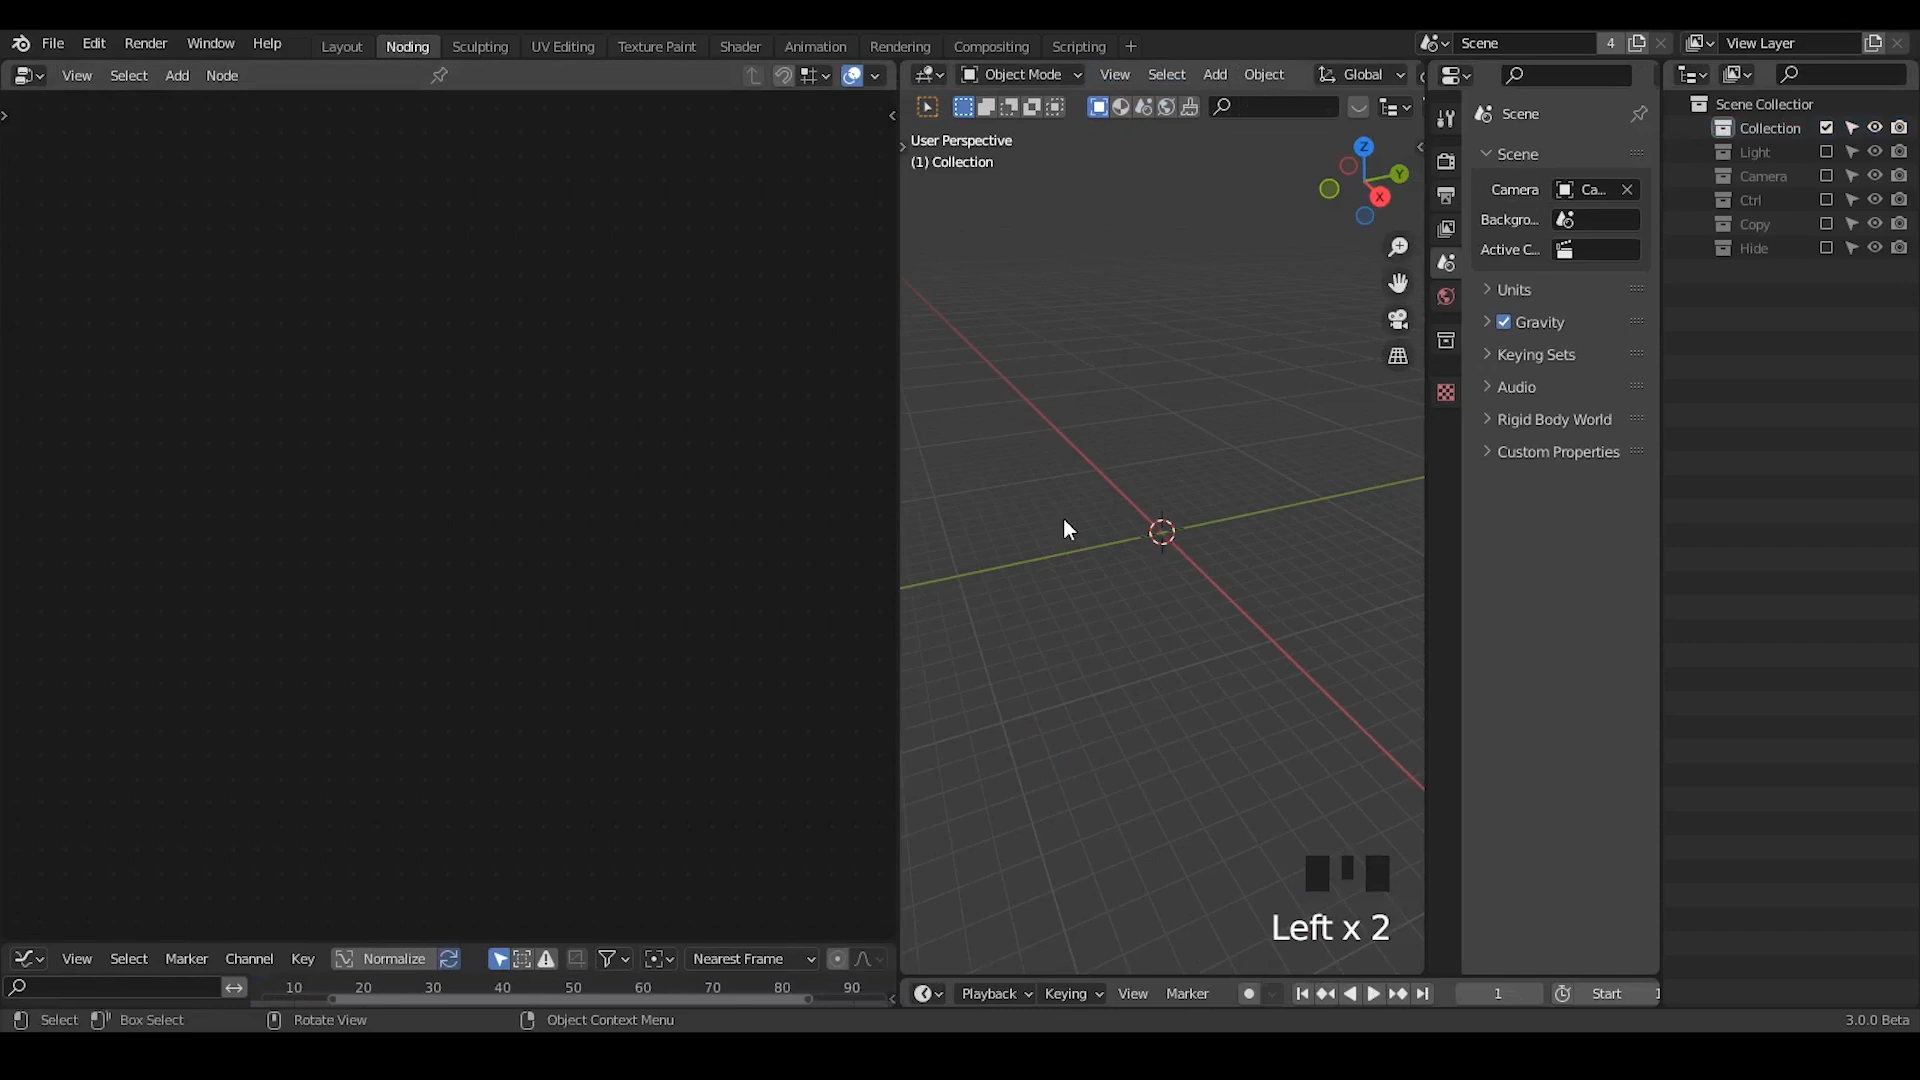 File Edit Render Window Help Layout Noding Sculpting UV Editing Texture Paint Shader Animation Rendering Compositing Scripting + Scene 4 View Layer
View Select Add Node Object Mode View Select Add Object Global
User Perspective
(1) Collection
Z
Y
X
Scene
Scene
Camera Ca...
Backgro...
Active C...
Units
Gravity
Keying Sets
Audio
Rigid Body World
Custom Properties
Scene Collection
Collection
Light
Camera
Ctrl
Copy
Hide
Left x 2
View Select Marker Channel Key Normalize Nearest Frame
10 20 30 40 50 60 70 80 90
Playback Keying View Marker 1 Start 1
Select Box Select Rotate View Object Context Menu 3.0.0 Beta